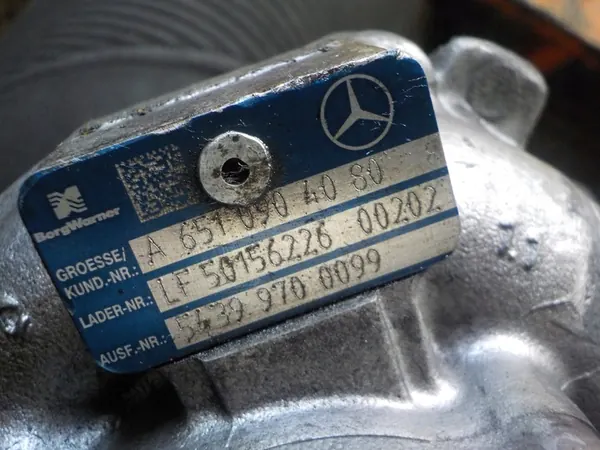 BorgWarner
GROESSE/
KUND.-NR.: A 651 090 40 80
LADER-NR.: LF 50156226 00202
AUSF.-NR.: 5439 970 0099